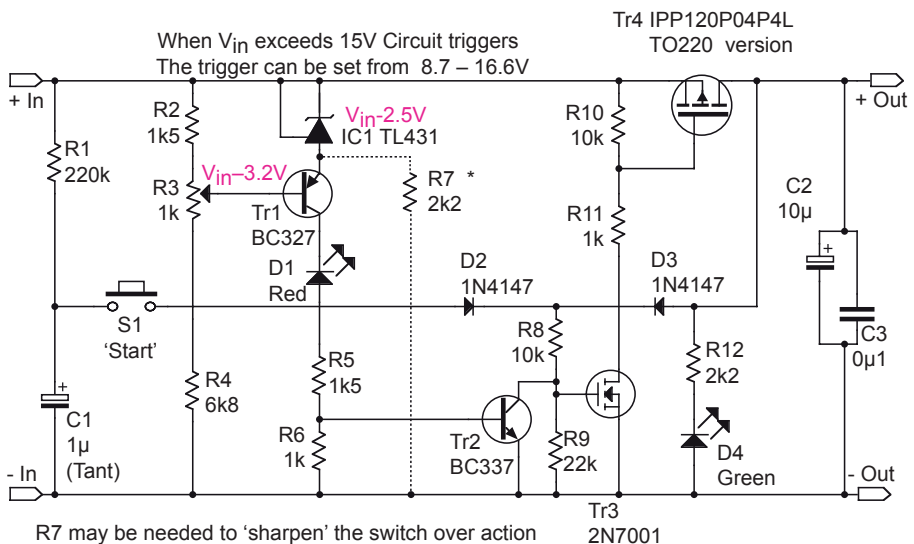 Tr4 IPP120P04P4L
TO220 version
When Vin exceeds 15V Circuit triggers
The trigger can be set from 8.7 – 16.6V
+ In
+ Out
R2
1k5
Vin-2.5V
IC1 TL431
R10
10k
R1
220k
Vin–3.2V
R3
1k
R7 *
2k2
C2
10µ
+
Tr1
BC327
R11
1k
D1
Red
D2
1N4147
D3
1N4147
S1
'Start'
R8
10k
C3
0µ1
R12
2k2
R5
1k5
R4
6k8
+
C1
1µ
(Tant)
R6
1k
Tr2
BC337
R9
22k
D4
Green
- In
- Out
Tr3
2N7001
R7 may be needed to 'sharpen' the switch over action